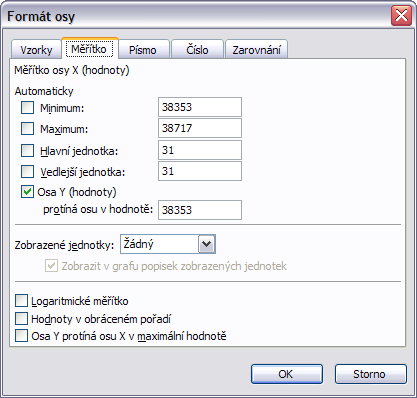 Formát osy
Vzorky Měřítko Písmo Číslo Zarovnání
Měřítko osy X (hodnoty)
Automaticky
Minimum: 38353
Maximum: 38717
Hlavní jednotka: 31
Vedlejší jednotka: 31
Osa Y (hodnoty)
protíná osu v hodnotě: 38353
Zobrazené jednotky: Žádný
Zobrazit v grafu popisek zobrazených jednotek
Logaritmické měřítko
Hodnoty v obráceném pořadí
Osa Y protíná osu X v maximální hodnotě
OK Storno